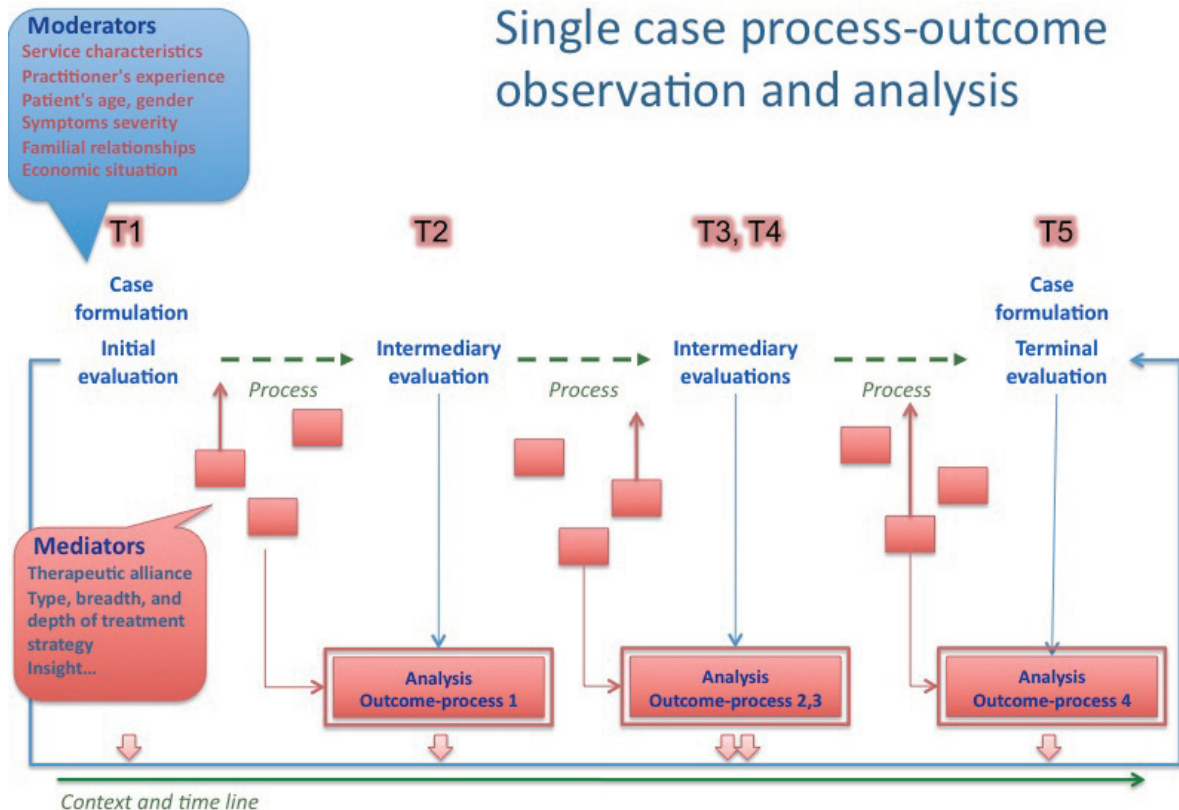 Single case process-outcome
observation and analysis
Moderators
Service characteristics
Practitioner's experience
Patient's age, gender
Symptoms severity
Familial relationships
Economic situation
T1
T2
T3, T4
T5
Case
formulation
Case
formulation
Initial
evaluation
Process
Intermediary
evaluation
Process
Intermediary
evaluations
Process
Terminal
evaluation
Mediators
Therapeutic alliance
Type, breadth, and
depth of treatment
strategy
Insight...
Analysis
Outcome-process 1
Analysis
Outcome-process 2,3
Analysis
Outcome-process 4
Context and time line